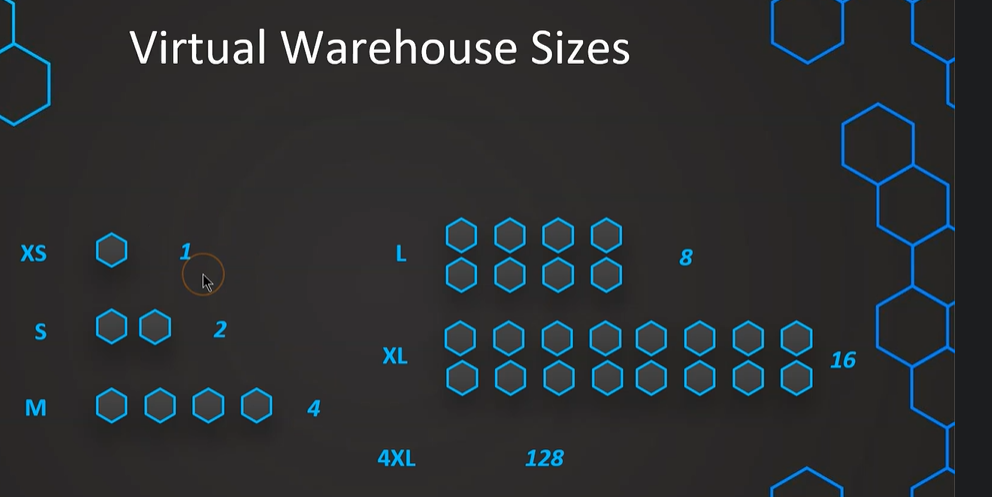 Virtual Warehouse Sizes
XS 1
S 2
M 4
L 8
XL 16
4XL 128